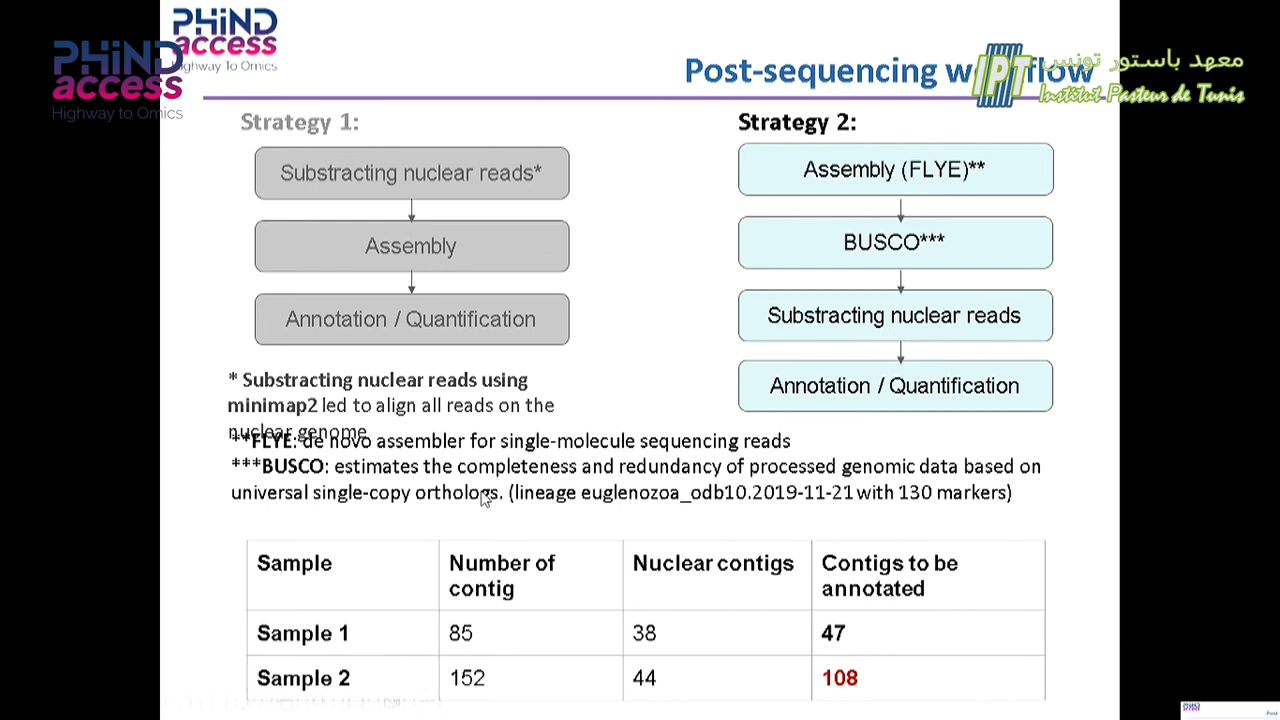 PHiND
access
Highway To Omics
PHiND
access
Highway To Omics
Post-sequencing workflow
معهد باستور تونس
IPT
Institut Pasteur de Tunis
Strategy 1:
Substracting nuclear reads*
Assembly
Annotation / Quantification
* Substracting nuclear reads using
minimap2 led to align all reads on the
nuclear genome
Strategy 2:
Assembly (FLYE)**
BUSCO***
Substracting nuclear reads
Annotation / Quantification
**FLYE: de novo assembler for single-molecule sequencing reads
***BUSCO: estimates the completeness and redundancy of processed genomic data based on
universal single-copy orthologs. (lineage euglenozoa_odb10.2019-11-21 with 130 markers)
Sample Number of contig Nuclear contigs Contigs to be annotated
Sample 1 85 38 47
Sample 2 152 44 108